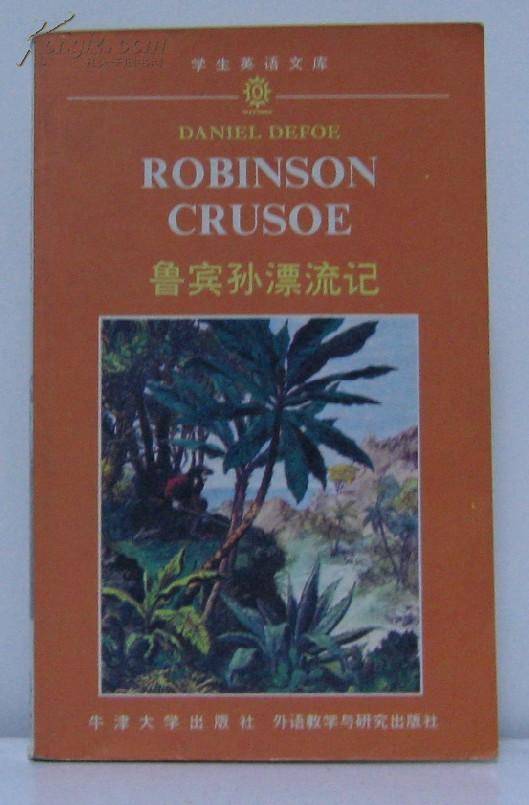 学生英语文库
DANIEL DEFOE
ROBINSON
CRUSOE
鲁宾孙漂流记
牛津大学出版社 外语教学与研究出版社